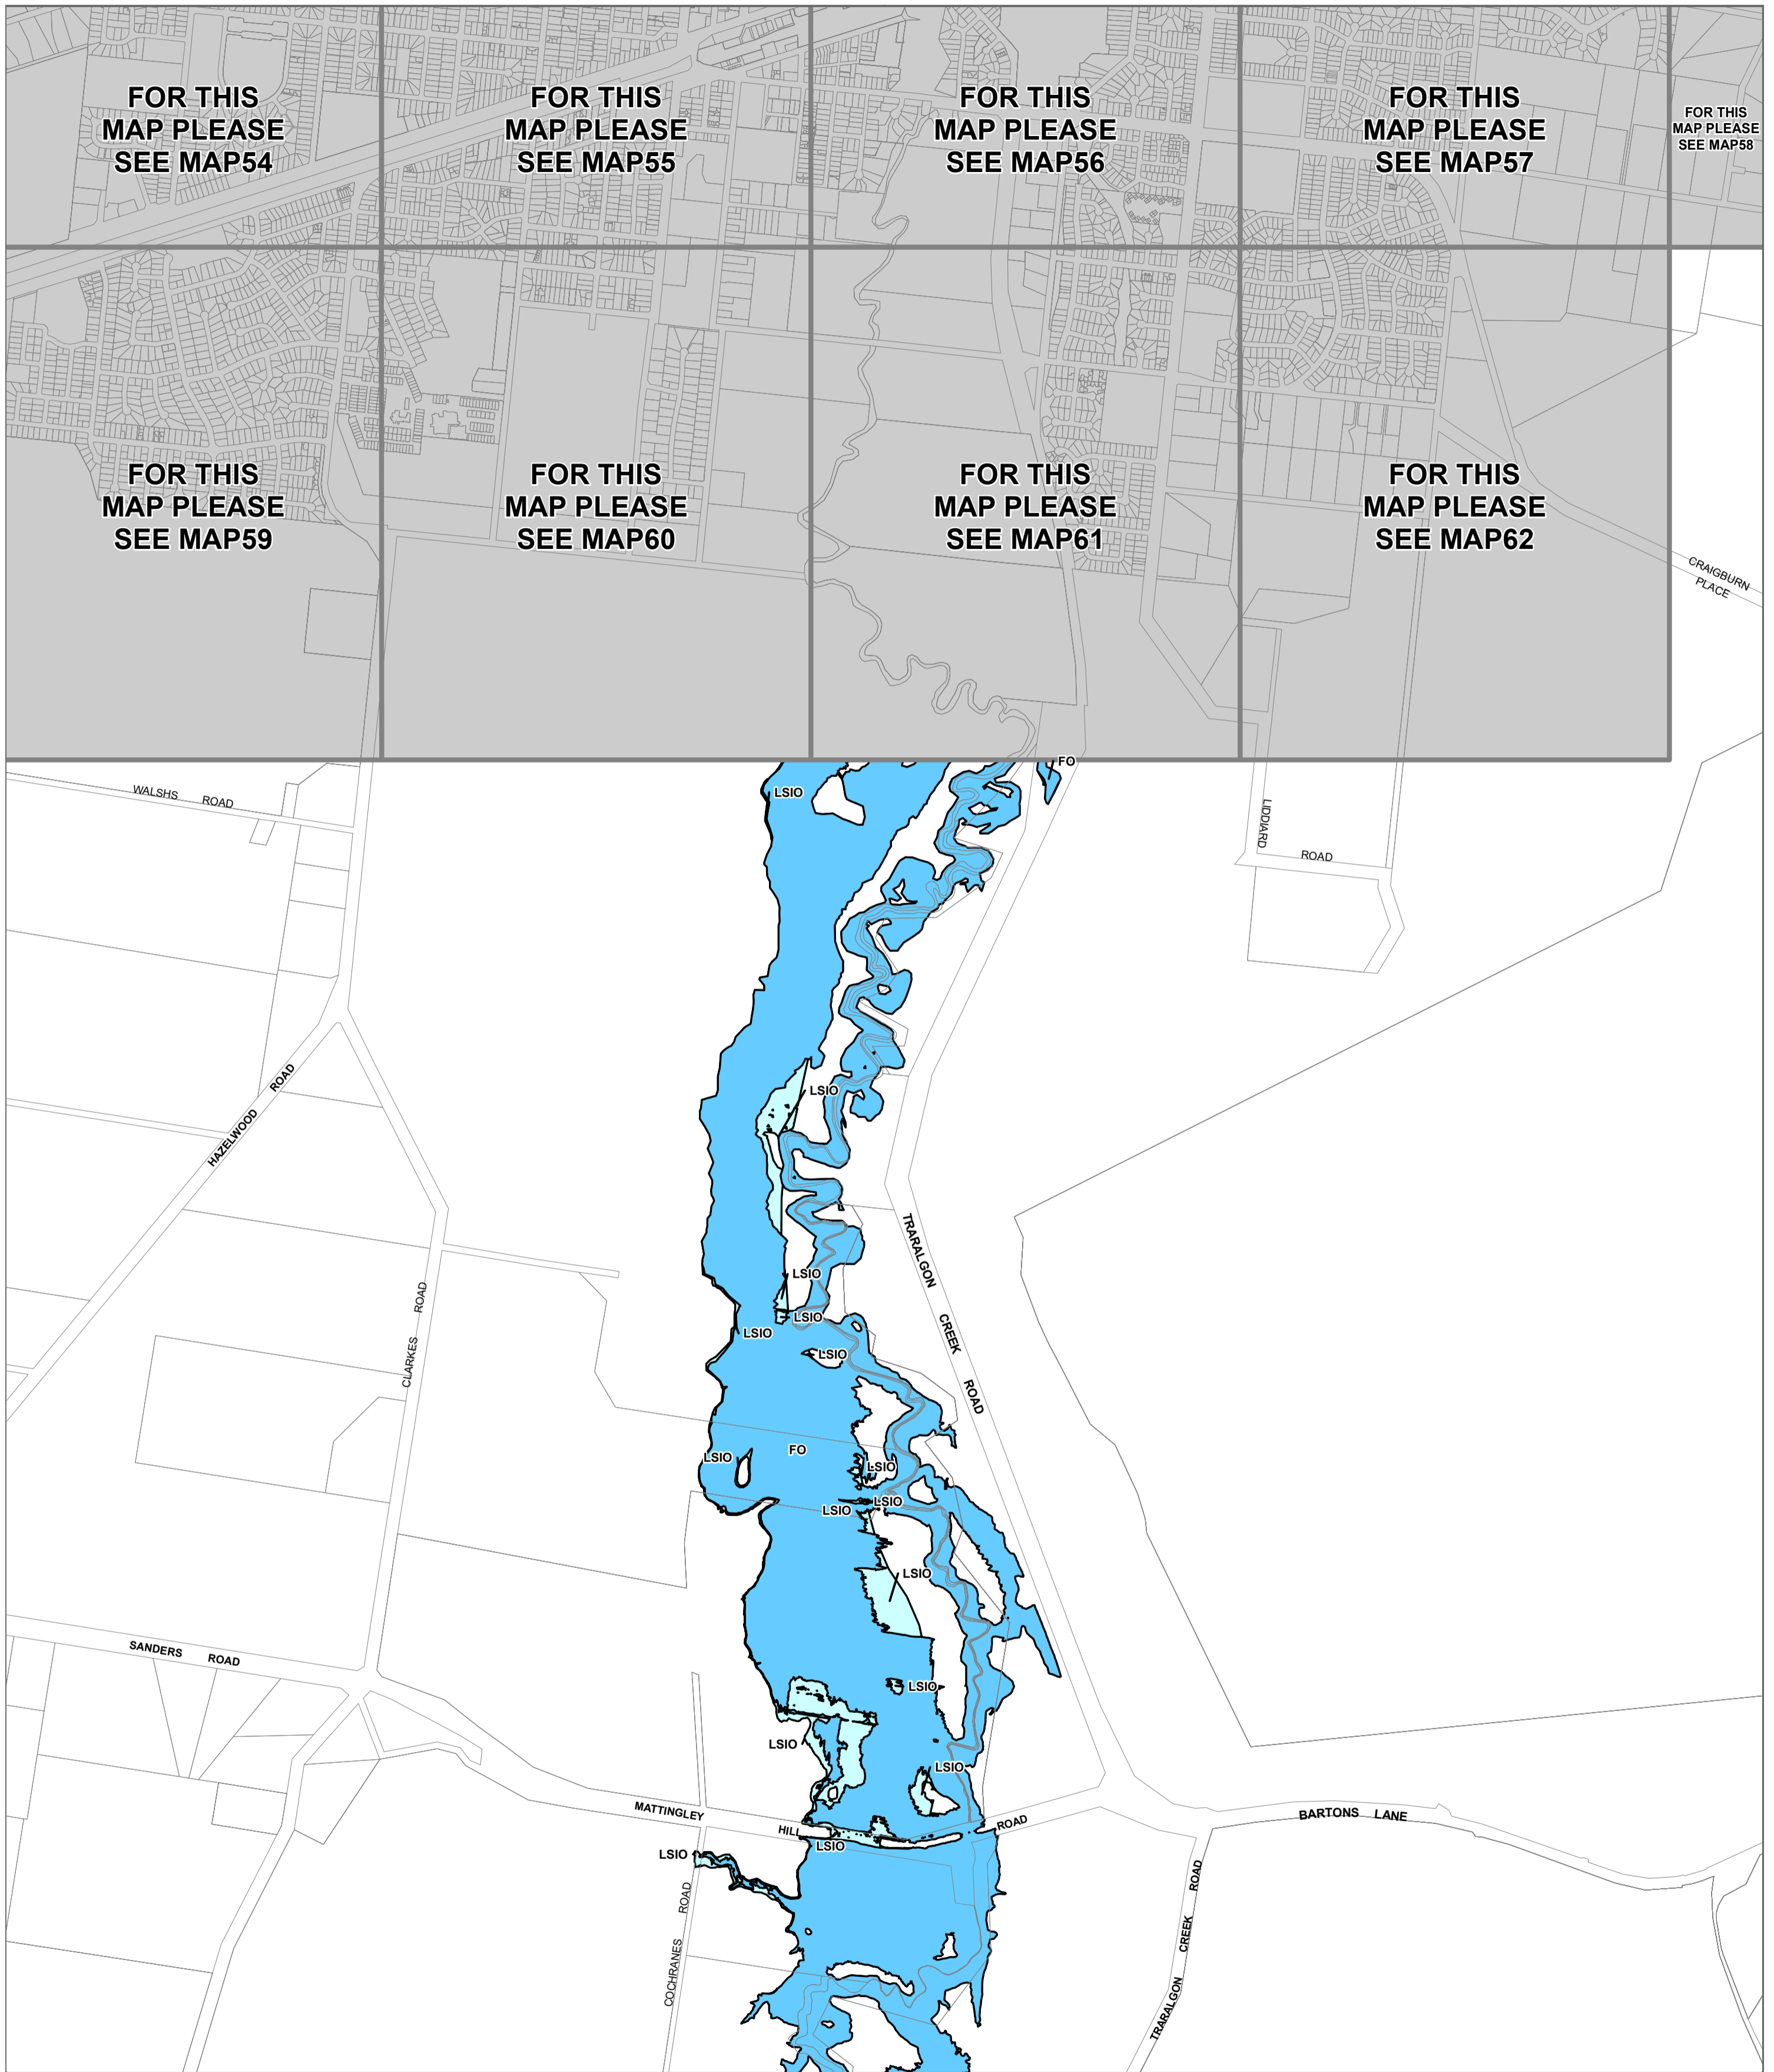 FOR THIS
MAP PLEASE
SEE MAP54
FOR THIS
MAP PLEASE
SEE MAP55
FOR THIS
MAP PLEASE
SEE MAP56
FOR THIS
MAP PLEASE
SEE MAP57
FOR THIS
MAP PLEASE
SEE MAP58
FOR THIS
MAP PLEASE
SEE MAP59
FOR THIS
MAP PLEASE
SEE MAP60
FOR THIS
MAP PLEASE
SEE MAP61
FOR THIS
MAP PLEASE
SEE MAP62
CRAIGBURN
PLACE
FO
LSIO
WALSHS ROAD
LIDDIARD
ROAD
HAZELWOOD ROAD
LSIO
TRARALGON CREEK ROAD
LSIO
LSIO
LSIO
LSIO
CLARKES ROAD
FO
LSIO
LSIO
LSIO
LSIO
LSIO
SANDERS ROAD
LSIO
LSIO
LSIO
MATTINGLEY HILL ROAD
BARTONS LANE
LSIO
LSIO
COCHRANES ROAD
TRARALGON CREEK ROAD